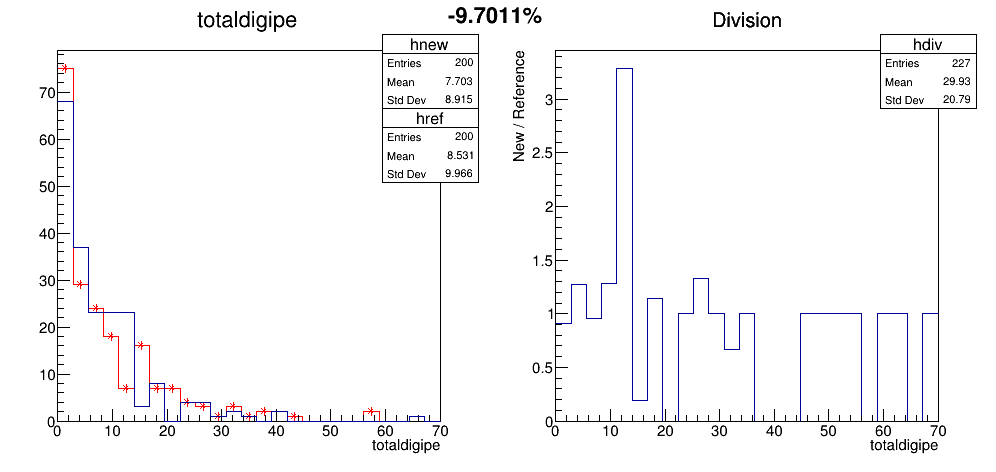 -9.7011%
totaldigipe
hnew
Entries 200
Mean 7.703
Std Dev 8.915
href
Entries 200
Mean 8.531
Std Dev 9.966
70
60
50
40
30
20
10
0
0 10 20 30 40 50 60 70
totaldigipe
Division
hdiv
Entries 227
Mean 29.93
Std Dev 20.79
New / Reference
3
2.5
2
1.5
1
0.5
0
0 10 20 30 40 50 60 70
totaldigipe